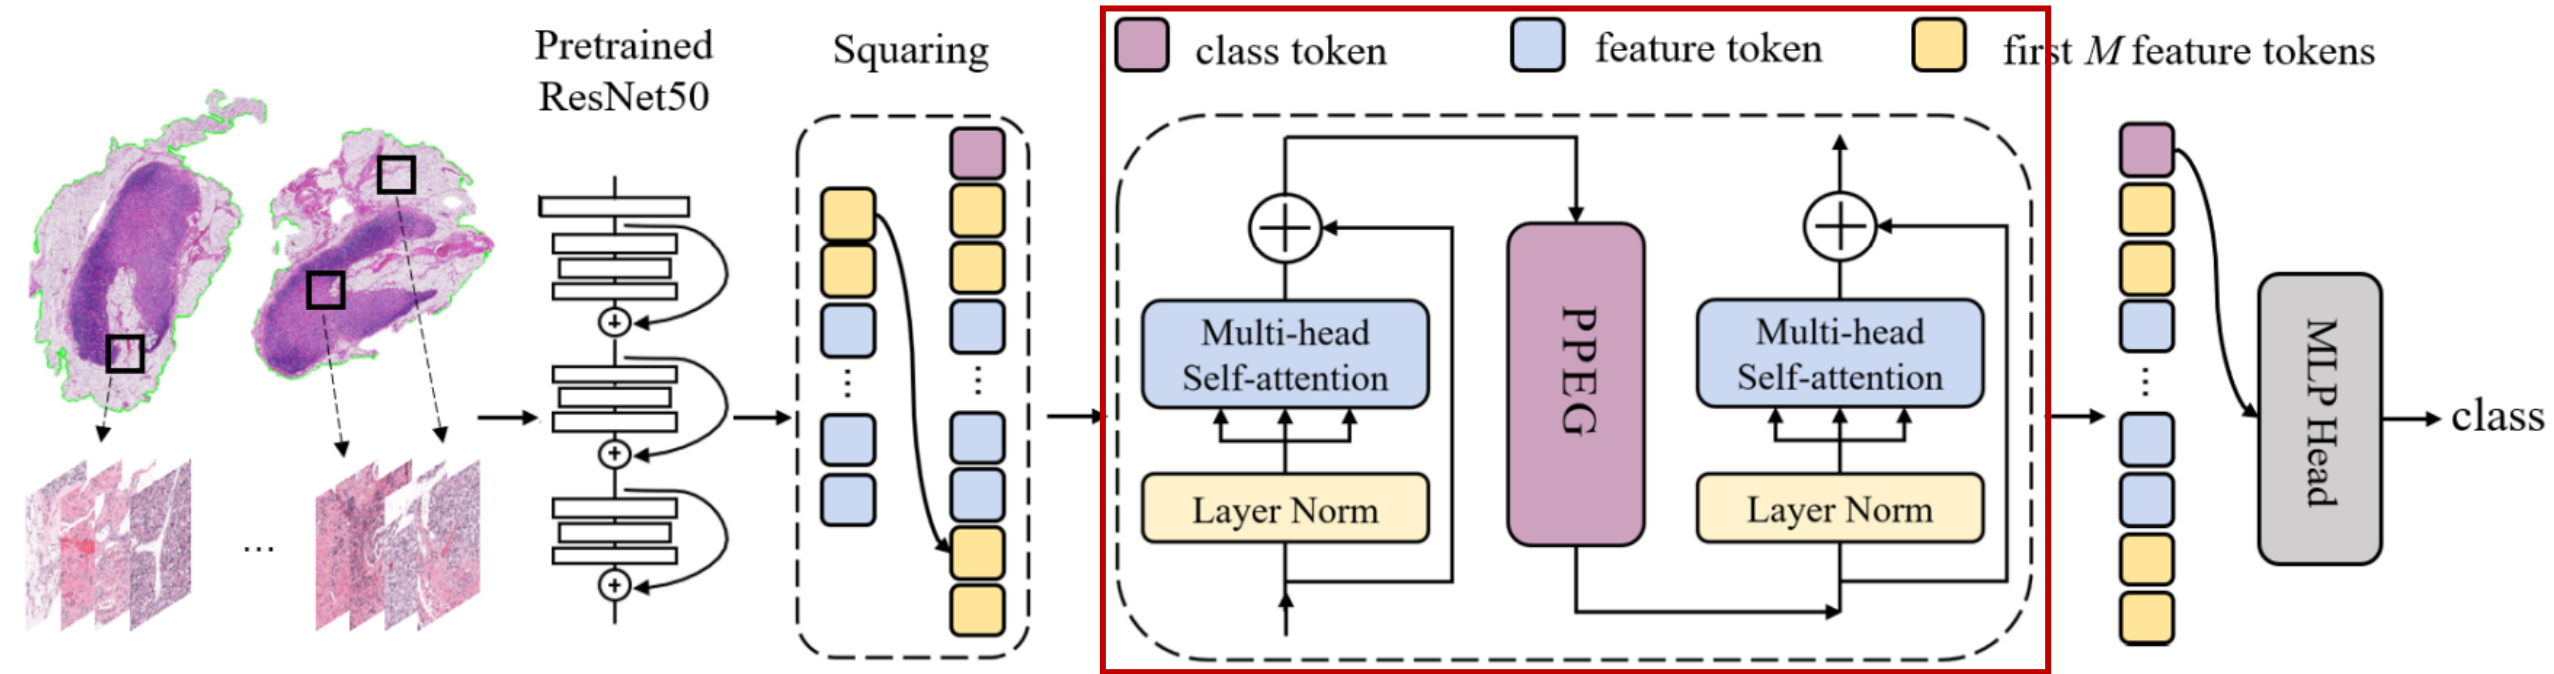 Pretrained
ResNet50
Squaring
class token
feature token
first M feature tokens
Multi-head
Self-attention
Layer Norm
PPEG
Multi-head
Self-attention
Layer Norm
MLP Head
class